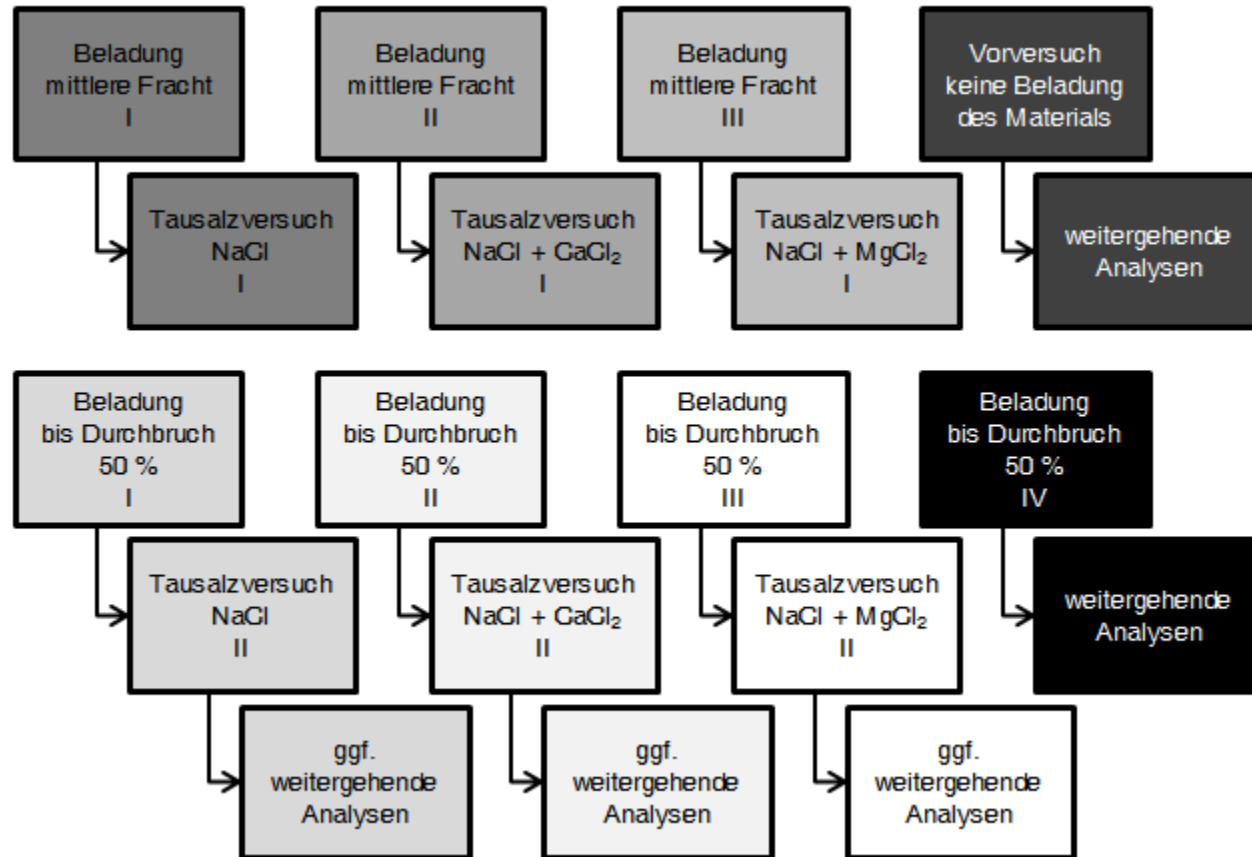 Beladung
mittlere Fracht
I
Beladung
mittlere Fracht
II
Beladung
mittlere Fracht
III
Vorversuch
keine Beladung
des Materials
Tausalzversuch
NaCl
I
Tausalzversuch
NaCl + GaCl₂
I
Tausalzversuch
NaCl + MgCl₂
I
weitergehende
Analysen
Beladung
bis Durchbruch
50 %
I
Beladung
bis Durchbruch
50 %
II
Beladung
bis Durchbruch
50 %
III
Beladung
bis Durchbruch
50 %
IV
Tausalzversuch
NaCl
II
Tausalzversuch
NaCl + GaCl₂
II
Tausalzversuch
NaCl + MgCl₂
II
weitergehende
Analysen
ggf.
weitergehende
Analysen
ggf.
weitergehende
Analysen
ggf.
weitergehende
Analysen